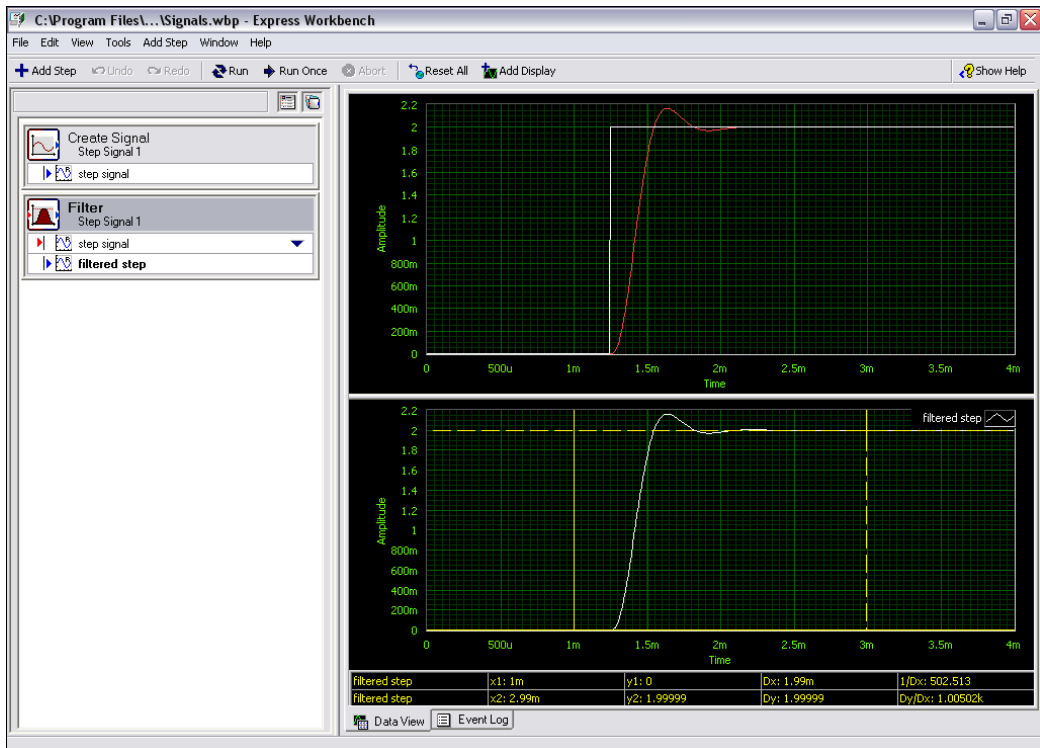 C:\Program Files\...\Signals.wbp - Express Workbench
File Edit View Tools Add Step Window Help
Add Step Undo Redo Run Run Once Abort Reset All Add Display Show Help
Create Signal
Step Signal 1
step signal
Filter
Step Signal 1
step signal
filtered step
2.2
2
1.8
1.6
1.4
1.2
1
800m
600m
400m
200m
0
Amplitude
0 500u 1m 1.5m 2m 2.5m 3m 3.5m 4m
Time
filtered step
2.2
2
1.8
1.6
1.4
1.2
1
800m
600m
400m
200m
0
Amplitude
0 500u 1m 1.5m 2m 2.5m 3m 3.5m 4m
Time
filtered step x1: 1m y1: 0 Dx: 1.99m 1/Dx: 502.513
filtered step x2: 2.99m y2: 1.99999 Dy: 1.99999 Dy/Dx: 1.00502k
Data View Event Log